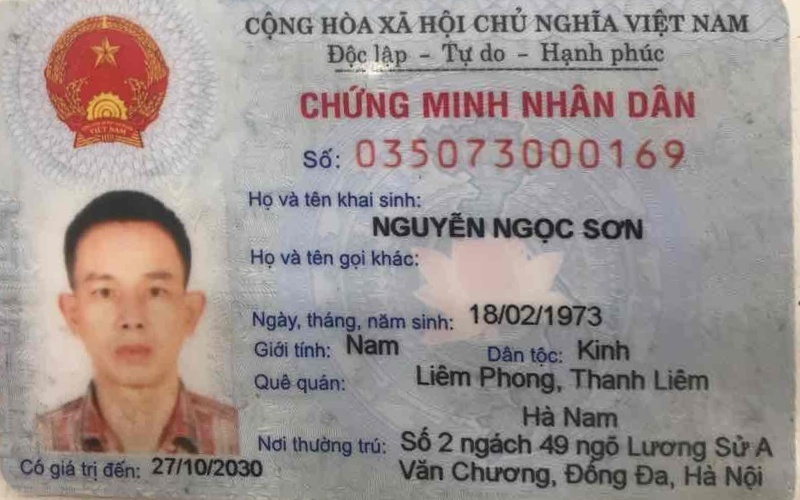 CỘNG HÒA XÃ HỘI CHỦ NGHĨA VIỆT NAM
Độc lập - Tự do - Hạnh phúc
CHỨNG MINH NHÂN DÂN
Số: 035073000169
Họ và tên khai sinh:
NGUYỄN NGỌC SƠN
Họ và tên gọi khác:
Ngày, tháng, năm sinh: 18/02/1973
Giới tính: Nam Dân tộc: Kinh
Quê quán: Liêm Phong, Thanh Liêm
Hà Nam
Nơi thường trú: Số 2 ngách 49 ngõ Lương Sử A
Văn Chương, Đống Đa, Hà Nội
Có giá trị đến: 27/10/2030
VIỆT NAM